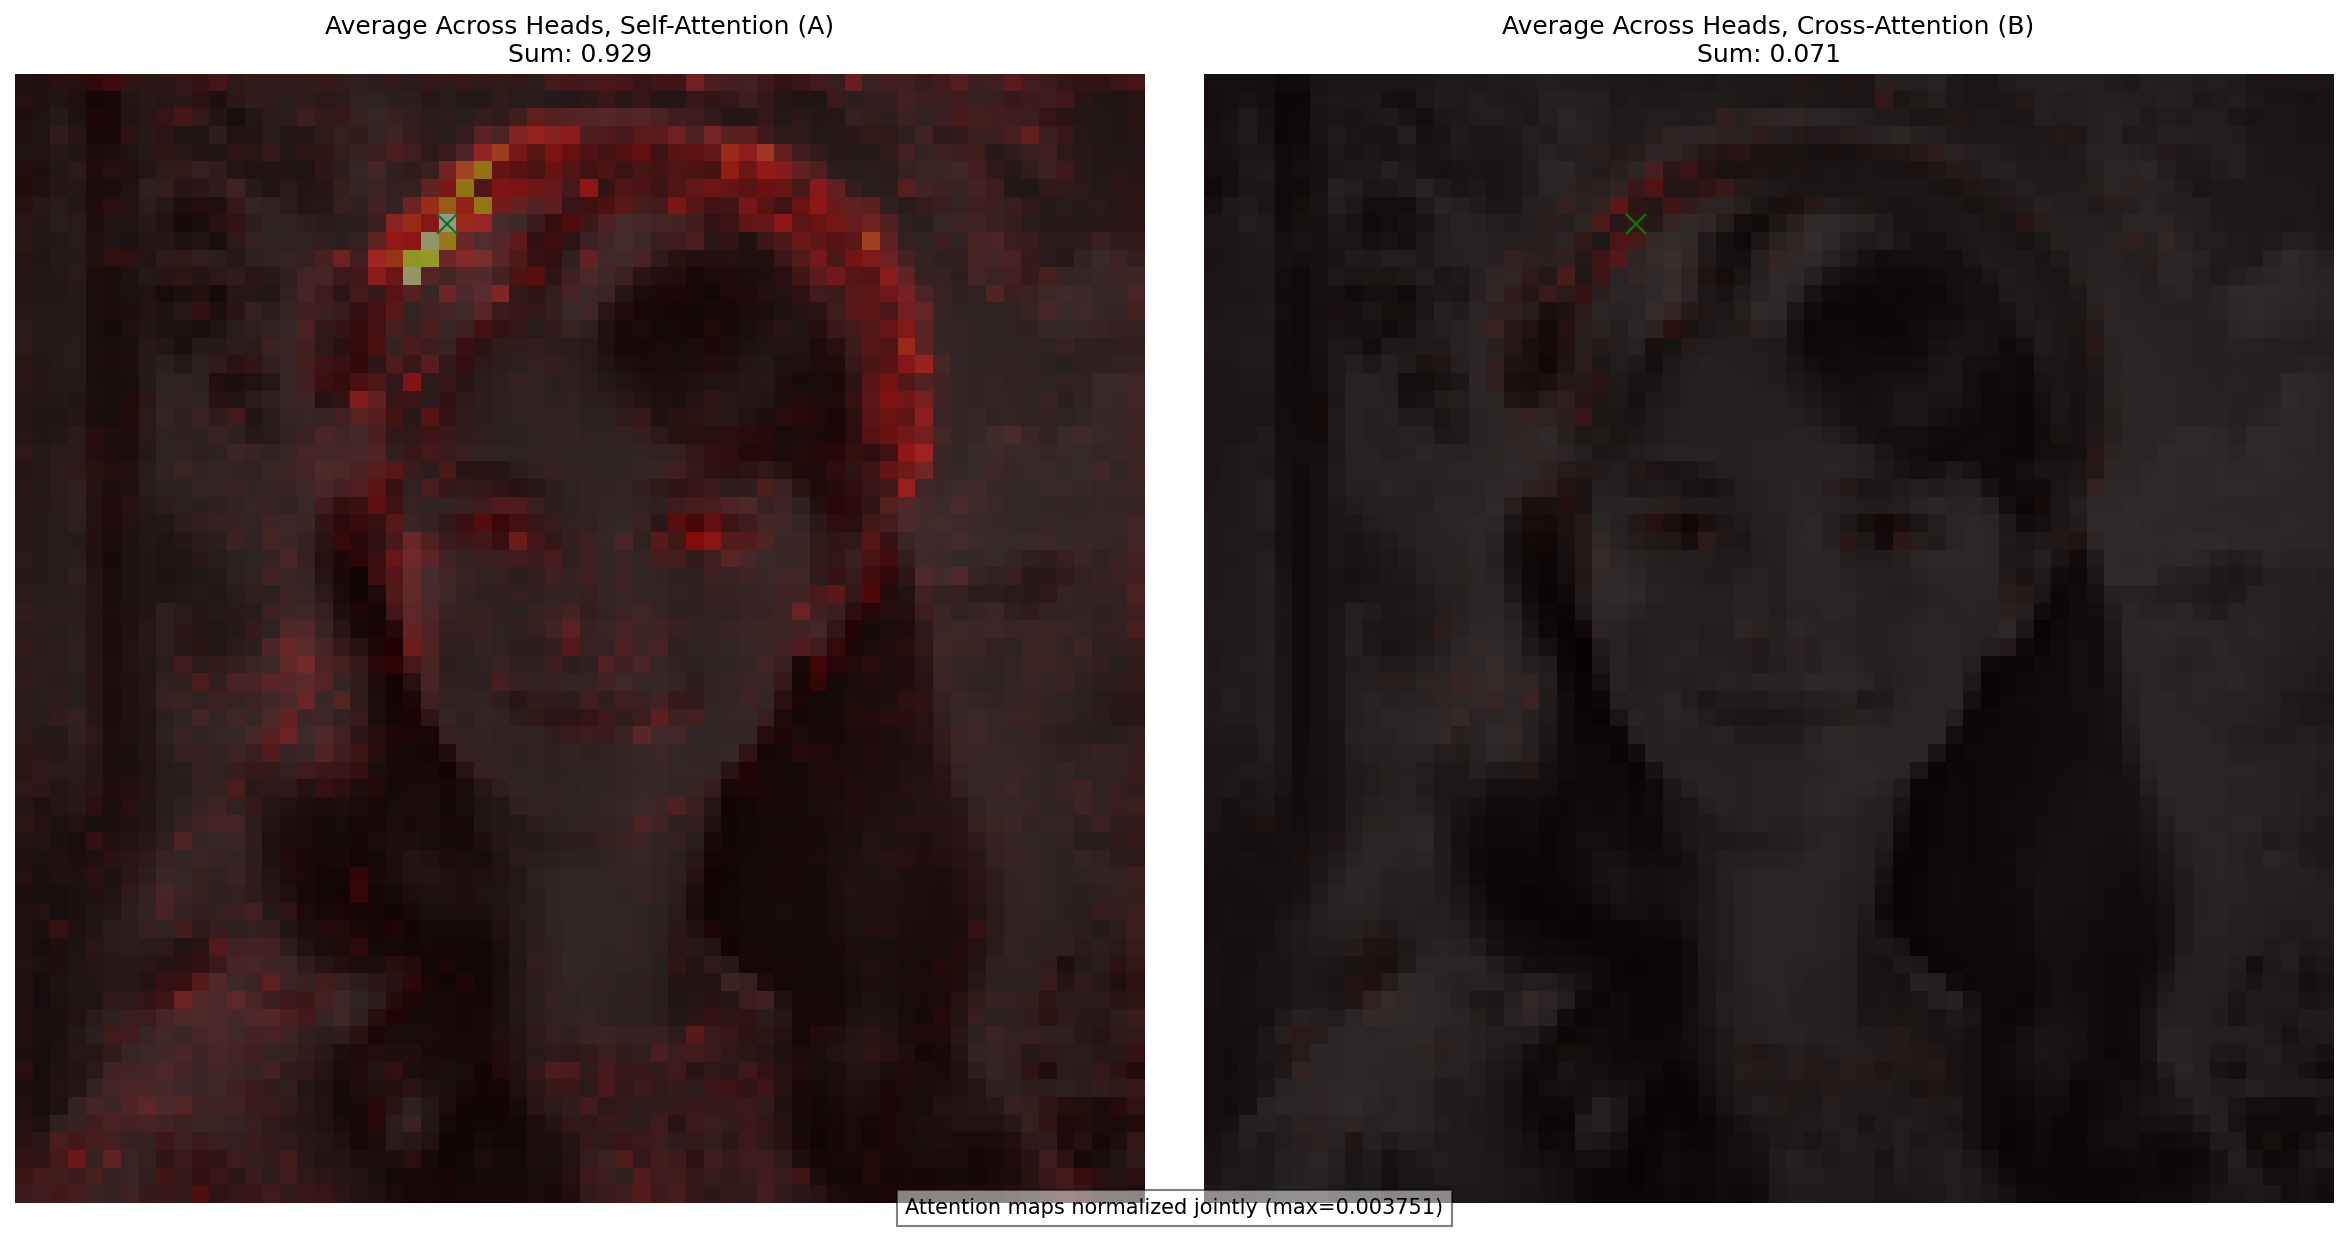 Average Across Heads, Self-Attention (A)
Sum: 0.929
Average Across Heads, Cross-Attention (B)
Sum: 0.071
Attention maps normalized jointly (max=0.003751)